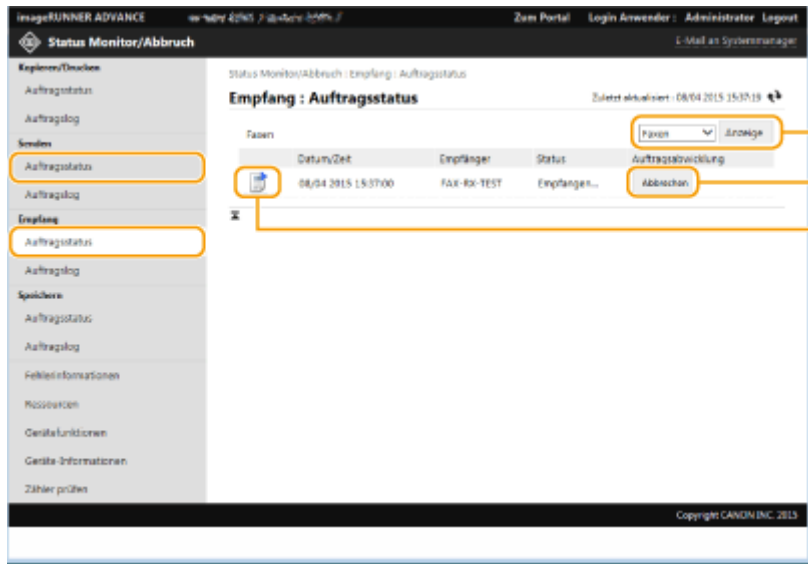 imageRUNNER ADVANCE
Zum Portal Login Anwender : Administrator Logout
Status Monitor/Abbruch
E-Mail an Systemmanager
Kopieren/Drucken
Auftragsstatus
Auftragslog
Senden
Auftragsstatus
Auftragslog
Empfang
Auftragsstatus
Auftragslog
Speichern
Auftragsstatus
Auftragslog
Fehlerinformationen
Ressourcen
Gerätefunktionen
Geräte-Informationen
Zähler prüfen
Status Monitor/Abbruch : Empfang : Auftragsstatus
Empfang : Auftragsstatus
Zuletzt aktualisiert : 08/04 2015 15:37:19
Faxen
Faxen Anzeige
Datum/Zeit Empfänger Status Auftragsabwicklung
08/04 2015 15:37:00 FAX-RX-TEST Empfangen... Abbrechen
Copyright CANON INC. 2015